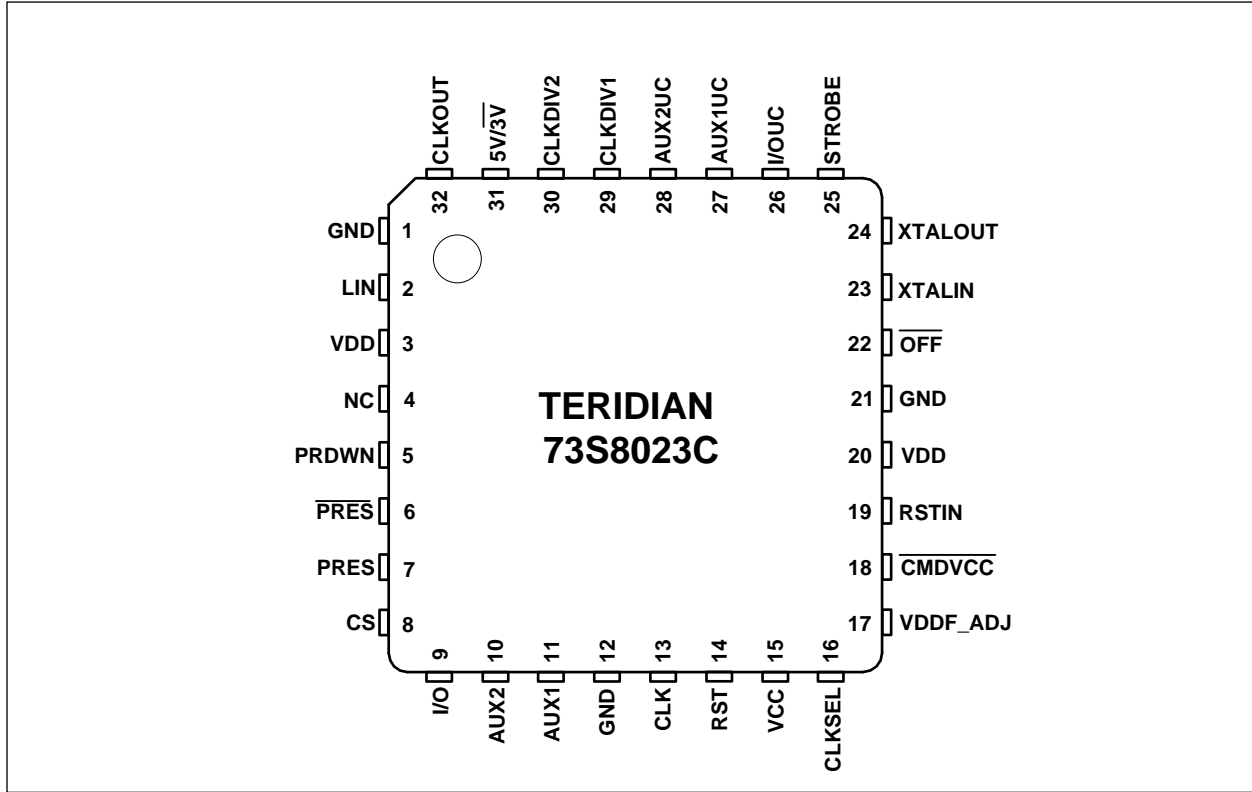 CLKOUT
5V/3V̅
CLKDIV2
CLKDIV1
AUX2UC
AUX1UC
I/OUC
STROBE
32
31
30
29
28
27
26
25
GND 1
LIN 2
VDD 3
NC 4
PRDWN 5
P̅R̅E̅S̅ 6
PRES 7
CS 8
TERIDIAN
73S8023C
24 XTALOUT
23 XTALIN
22 O̅F̅F̅
21 GND
20 VDD
19 RSTIN
18 C̅M̅D̅V̅C̅C̅
17 VDDF_ADJ
9
10
11
12
13
14
15
16
I/O
AUX2
AUX1
GND
CLK
RST
VCC
CLKSEL